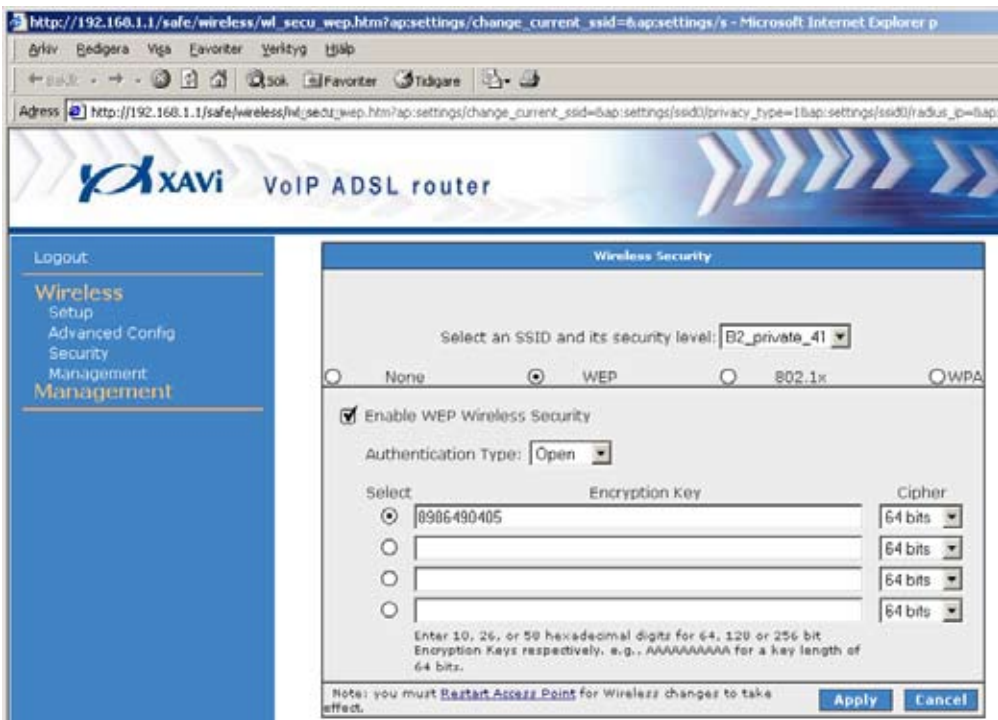 http://192.168.1.1/safe/wireless/wl_secu_wep.htm?ap:settings/change_current_ssid=&ap:settings/s - Microsoft Internet Explorer p
Arkiv Redigera Visa Favoriter Verktyg Hjälp
Sök Favoriter Tidigare
Adress http://192.168.1.1/safe/wireless/wl_secu_wep.htm?ap:settings/change_current_ssid=&ap:settings/ssid0/privacy_type=1&ap:settings/ssid0/radius_ip=&ap
XAVi VoIP ADSL router
Logout
Wireless
Setup
Advanced Config
Security
Management
Management
Wireless Security
Select an SSID and its security level: B2_private_41
None WEP 802.1x WPA
Enable WEP Wireless Security
Authentication Type: Open
Select Encryption Key Cipher
8986490405 64 bits
64 bits
64 bits
64 bits
Enter 10, 26, or 58 hexadecimal digits for 64, 128 or 256 bit
Encryption Keys respectively. e.g., AAAAAAAAAA for a key length of
64 bits.
Note: you must Restart Access Point for Wireless changes to take
effect.
Apply Cancel